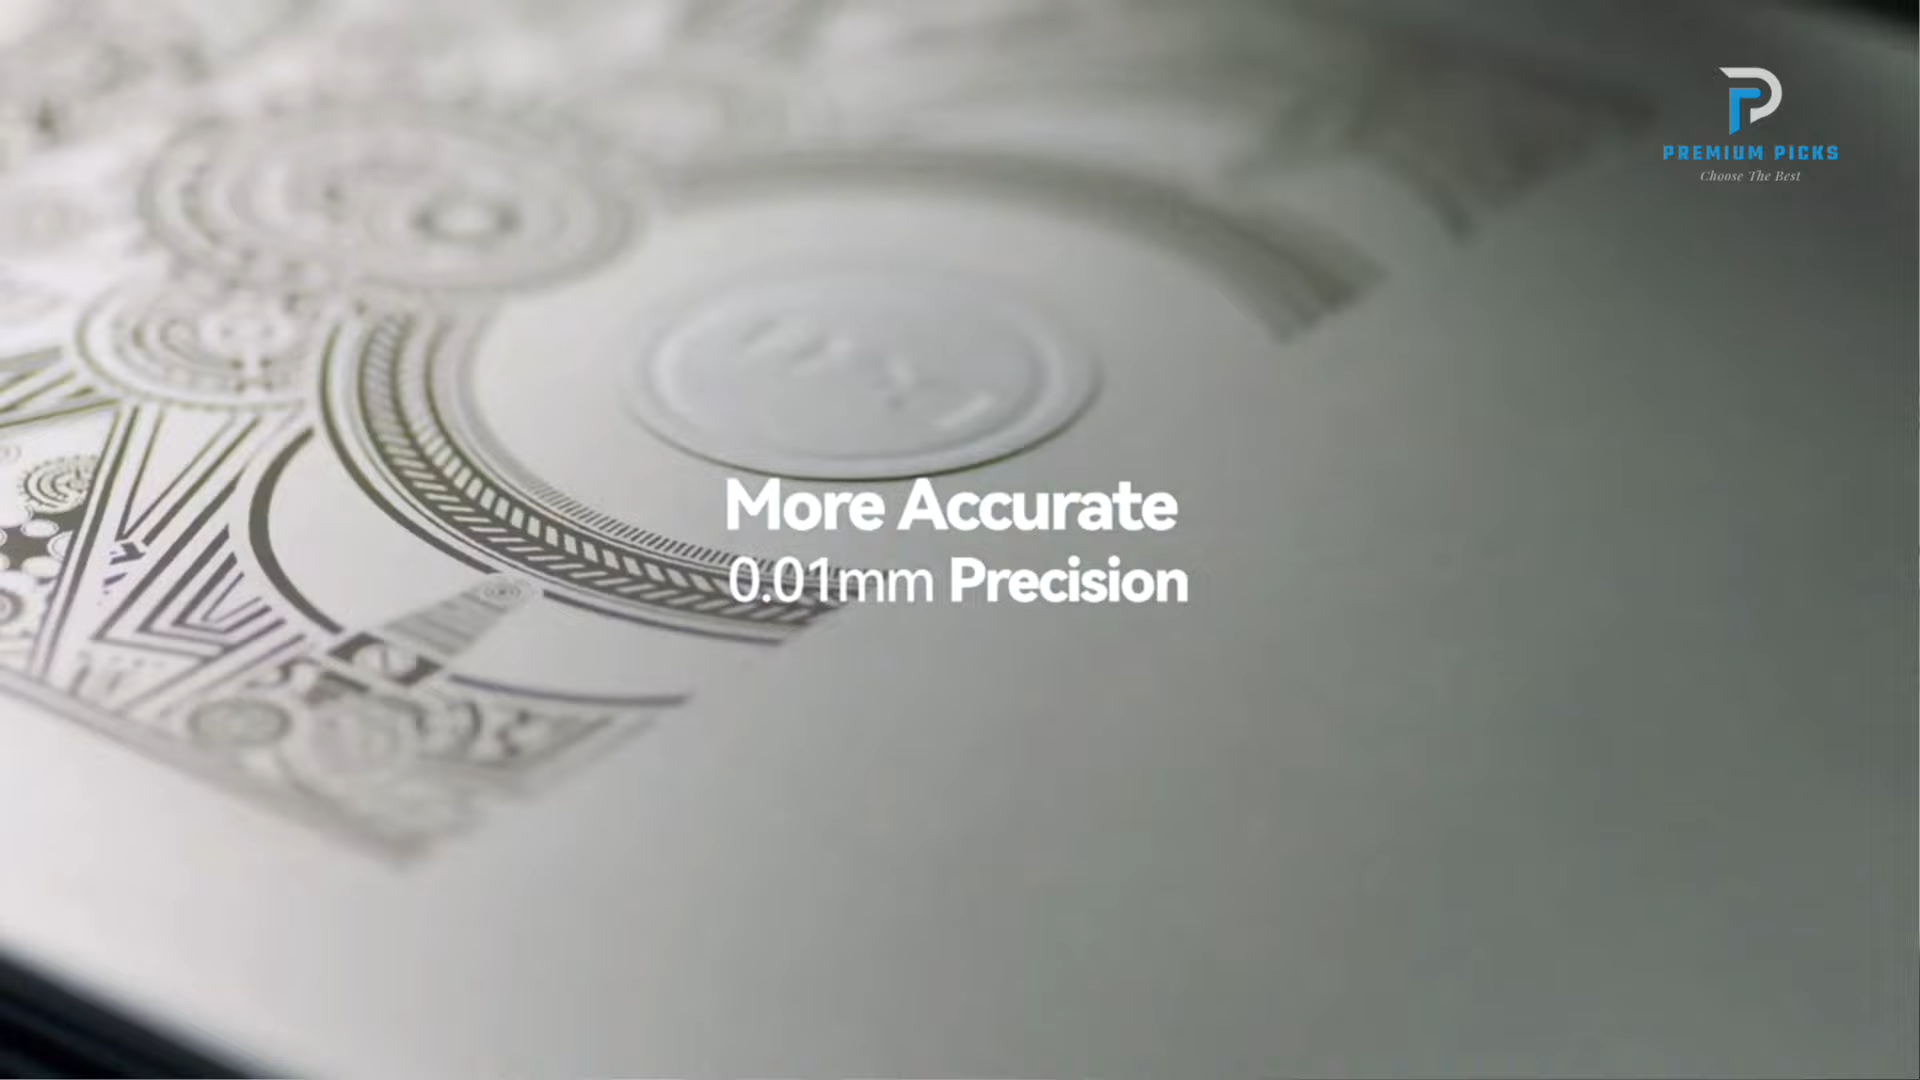 PREMIUM PICKS
Choose The Best
More Accurate
0.01mm Precision